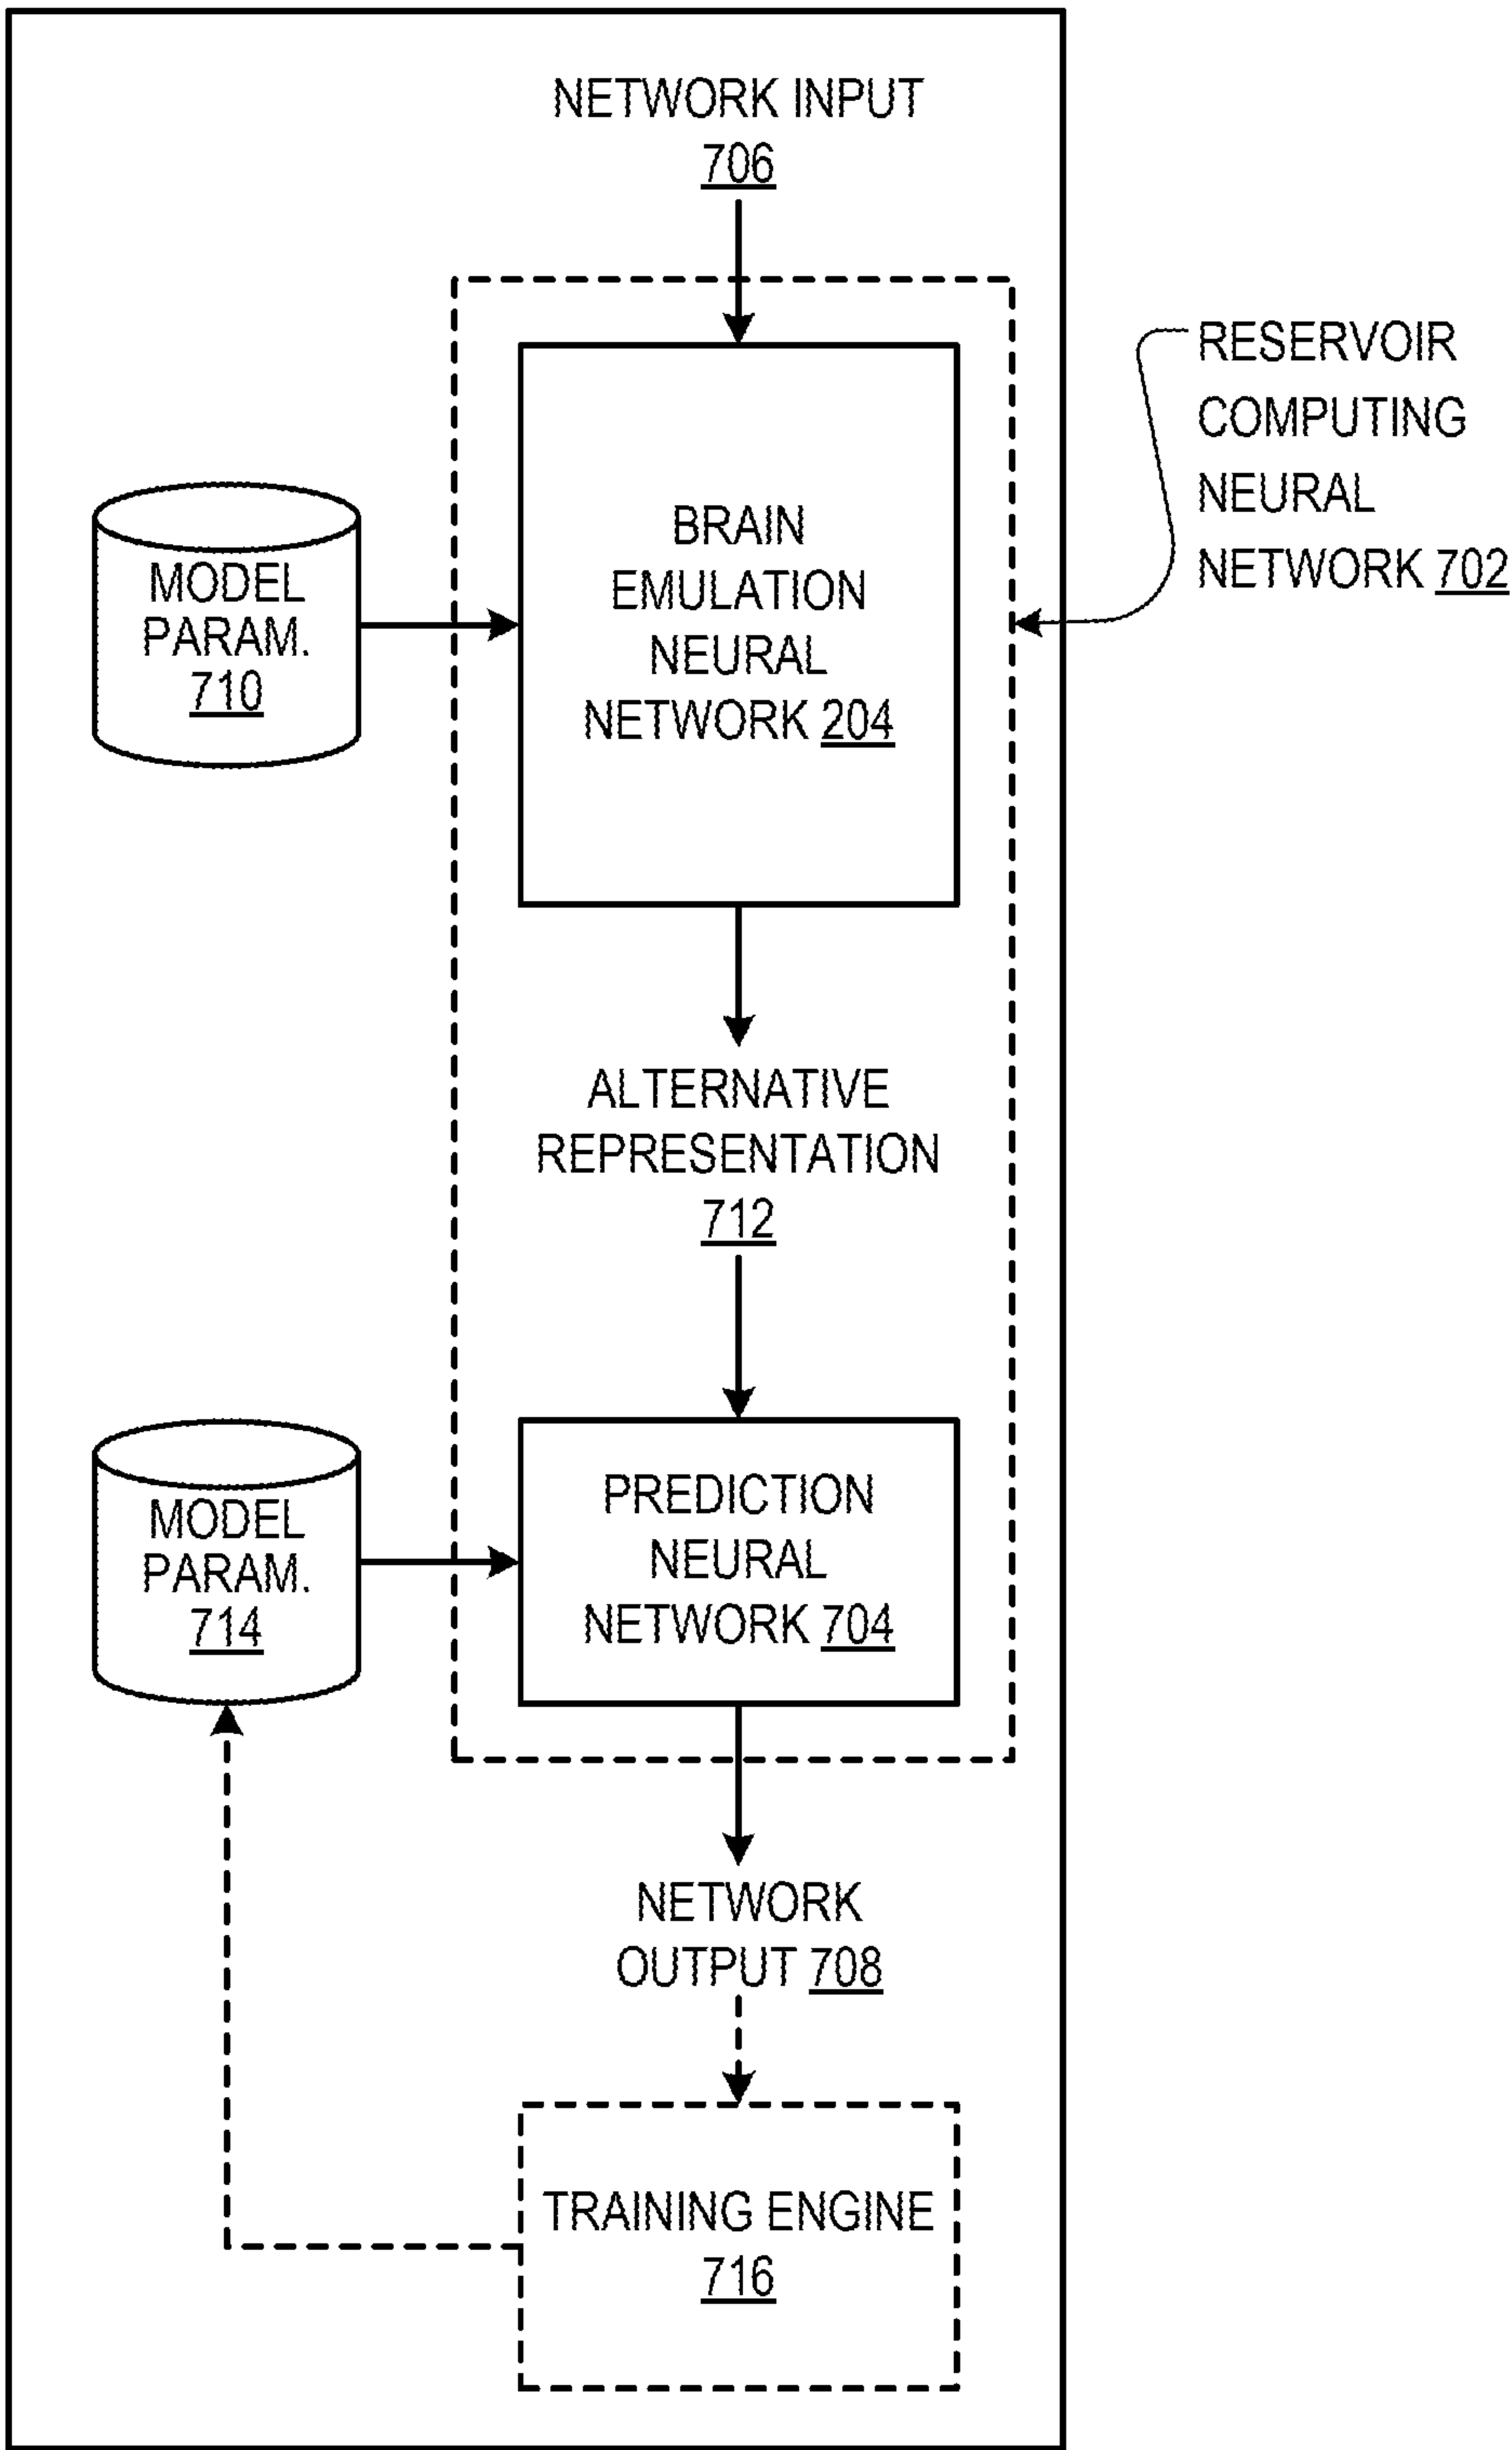 NETWORK INPUT
706
RESERVOIR
COMPUTING
NEURAL
NETWORK 702
BRAIN
EMULATION
NEURAL
NETWORK 204
MODEL
PARAM.
710
ALTERNATIVE
REPRESENTATION
712
MODEL
PARAM.
714
PREDICTION
NEURAL
NETWORK 704
NETWORK
OUTPUT 708
TRAINING ENGINE
716